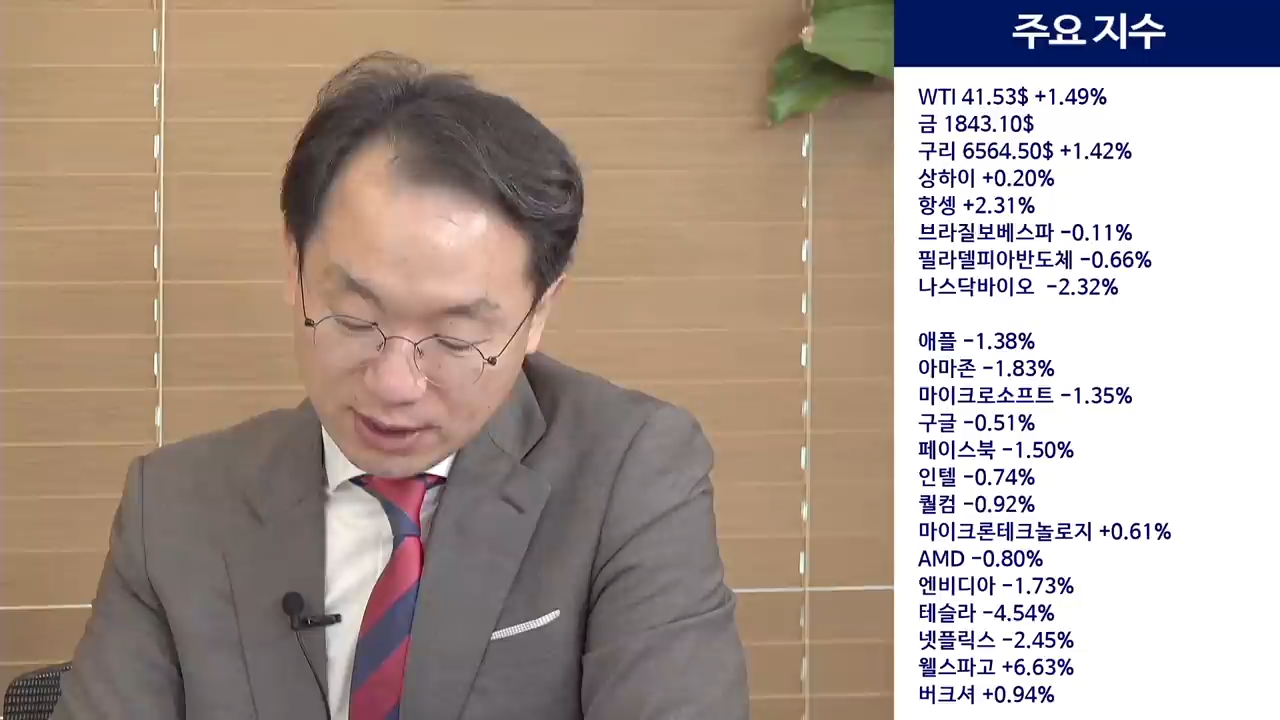 주요 지수
WTI 41.53$ +1.49%
금 1843.10$
구리 6564.50$ +1.42%
상하이 +0.20%
항셍 +2.31%
브라질보베스파 -0.11%
필라델피아반도체 -0.66%
나스닥바이오 -2.32%
애플 -1.38%
아마존 -1.83%
마이크로소프트 -1.35%
구글 -0.51%
페이스북 -1.50%
인텔 -0.74%
퀄컴 -0.92%
마이크론테크놀로지 +0.61%
AMD -0.80%
엔비디아 -1.73%
테슬라 -4.54%
넷플릭스 -2.45%
웰스파고 +6.63%
버크셔 +0.94%